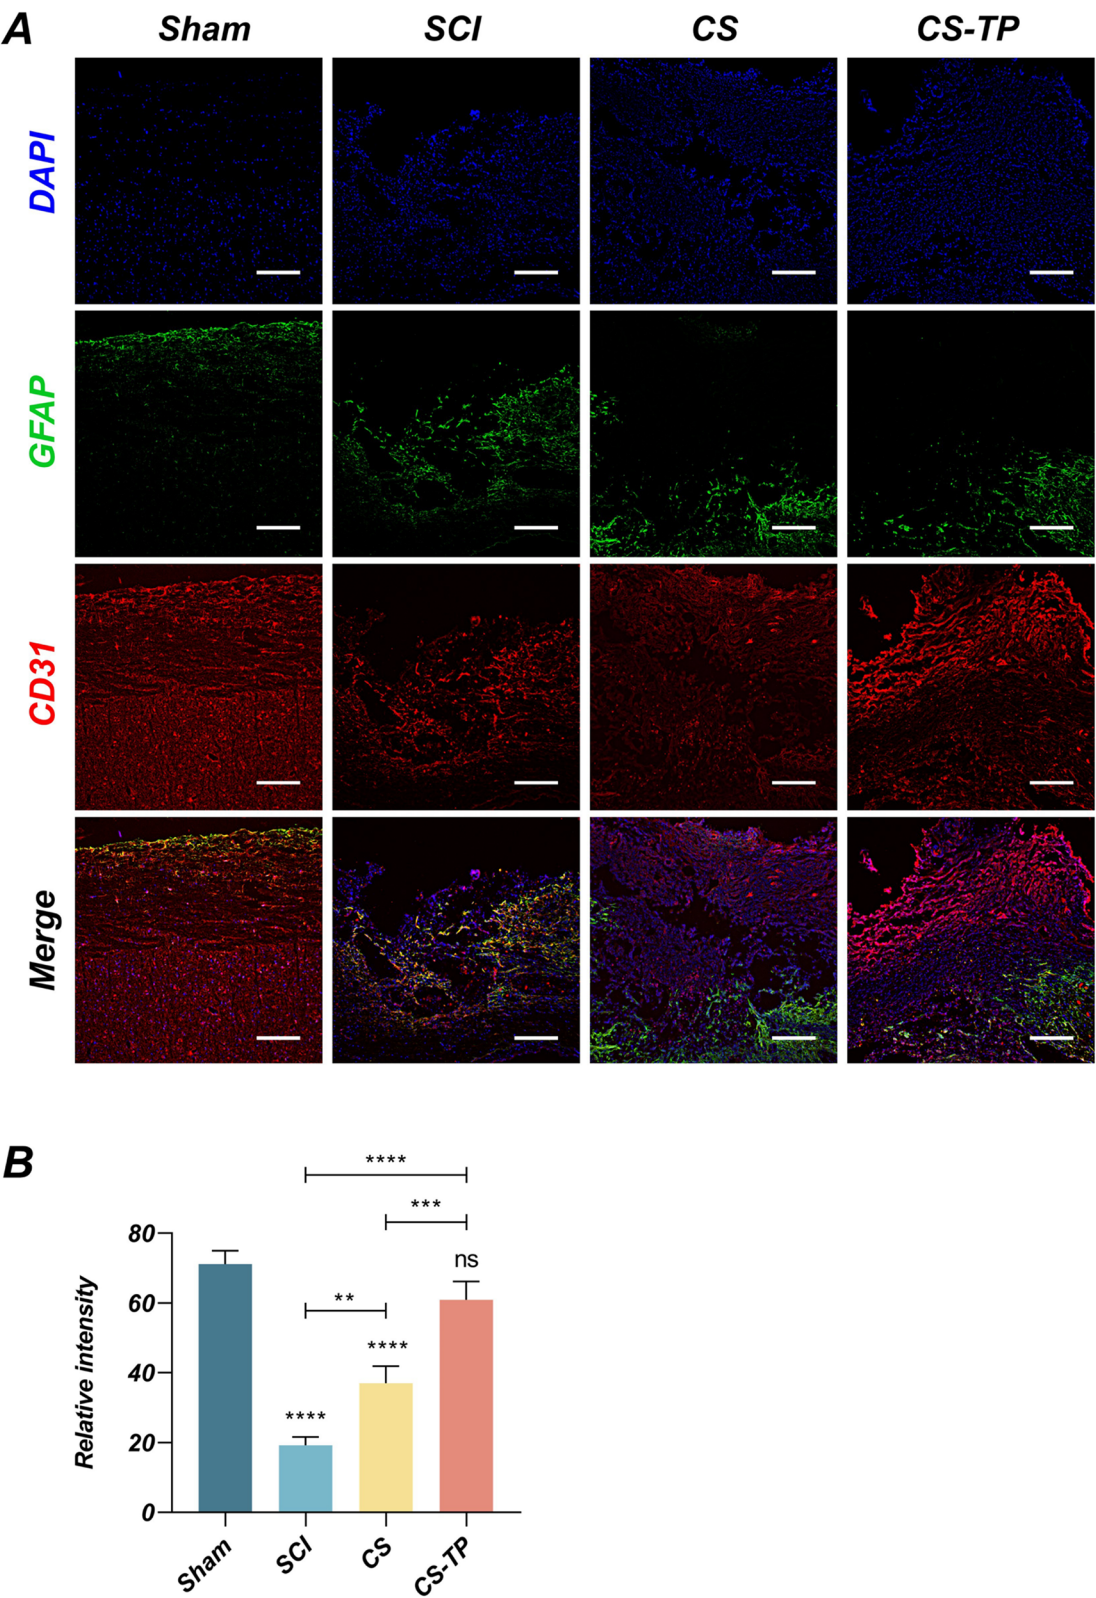 A
Sham SCI CS CS-TP
DAPI
GFAP
CD31
Merge
B
****
***
ns
**
****
****
80
60
40
20
0
Relative intensity
Sham SCI CS CS-TP